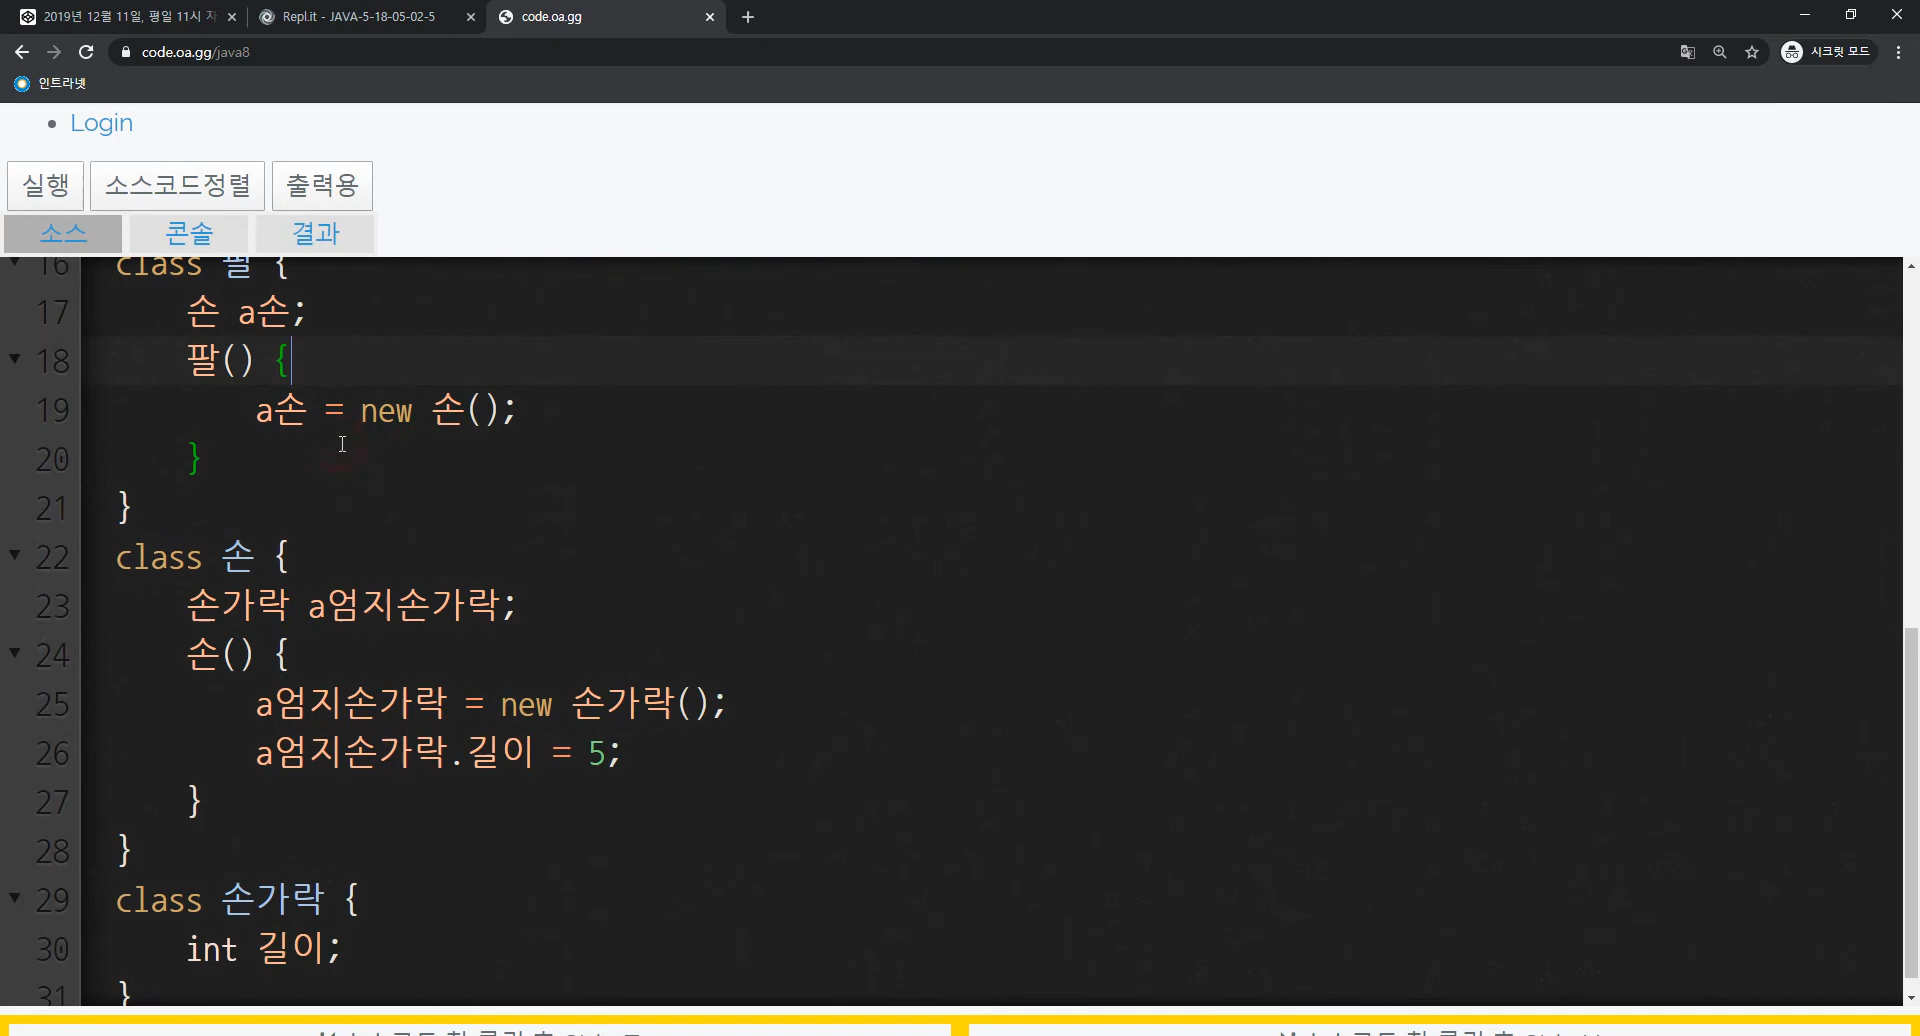 2019년 12월 11일, 평일 11시 자
Repl.it - JAVA-5-18-05-02-5
code.oa.gg
code.oa.gg/java8
시크릿 모드
인트라넷
Login
실행 소스코드정렬 출력용
소스 콘솔 결과
16 class 팔 {
17 손 a손;
18 팔() {
19 a손 = new 손();
20 }
21 }
22 class 손 {
23 손가락 a엄지손가락;
24 손() {
25 a엄지손가락 = new 손가락();
26 a엄지손가락.길이 = 5;
27 }
28 }
29 class 손가락 {
30 int 길이;
31 }